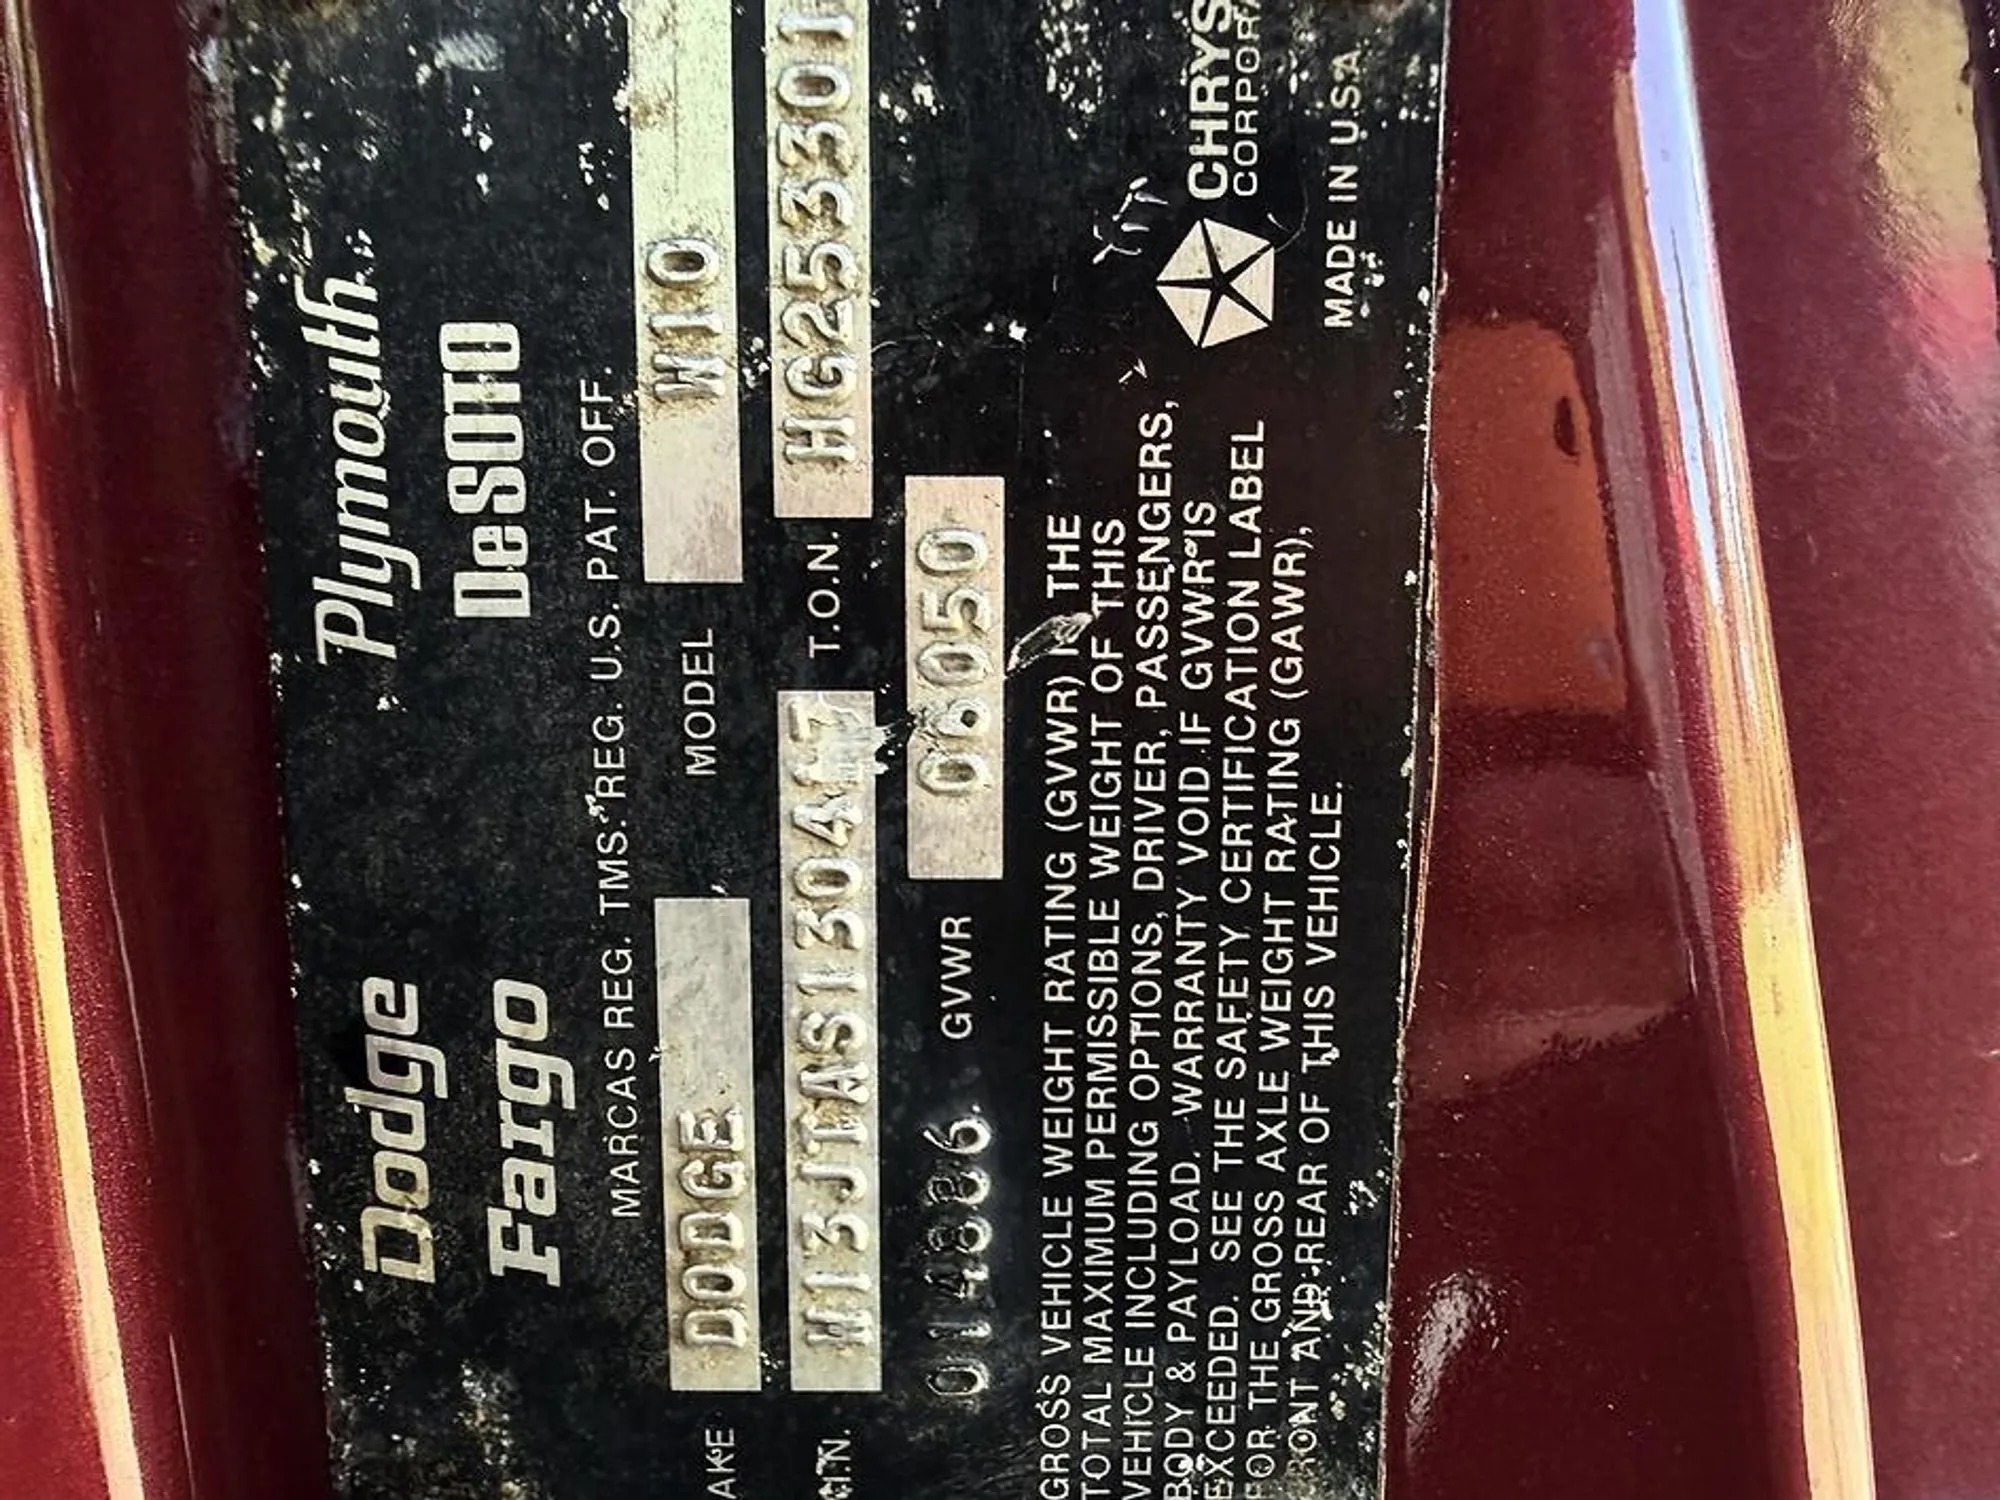 Dodge Plymouth
Fargo DeSOTO
MARCAS REG. TMS. REG. U.S. PAT. OFF.
AKE DODGE MODEL W10
T.O.N. HG253301
014886 GVWR 06050
GROSS VEHICLE WEIGHT RATING (GVWR) THE
TOTAL MAXIMUM PERMISSIBLE WEIGHT OF THIS
VEHICLE INCLUDING OPTIONS, DRIVER, PASSENGERS,
BODY & PAYLOAD. WARRANTY VOID IF GVWR IS
EXCEEDED. SEE THE SAFETY CERTIFICATION LABEL
FOR THE GROSS AXLE WEIGHT RATING (GAWR),
FRONT AND REAR OF THIS VEHICLE.
CHRYS
CORPORA
MADE IN U.S.A